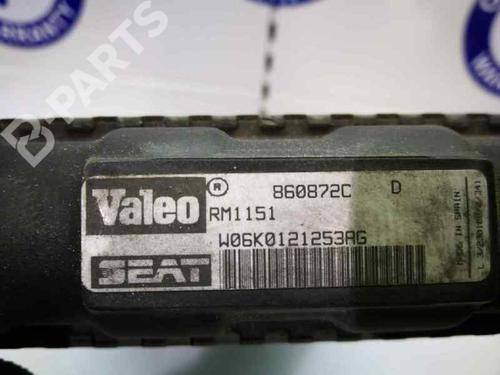 B-PARTS
Valeo ® 860872C D
RM1151
W06K0121253AG
SEAT
MADE IN SPAIN